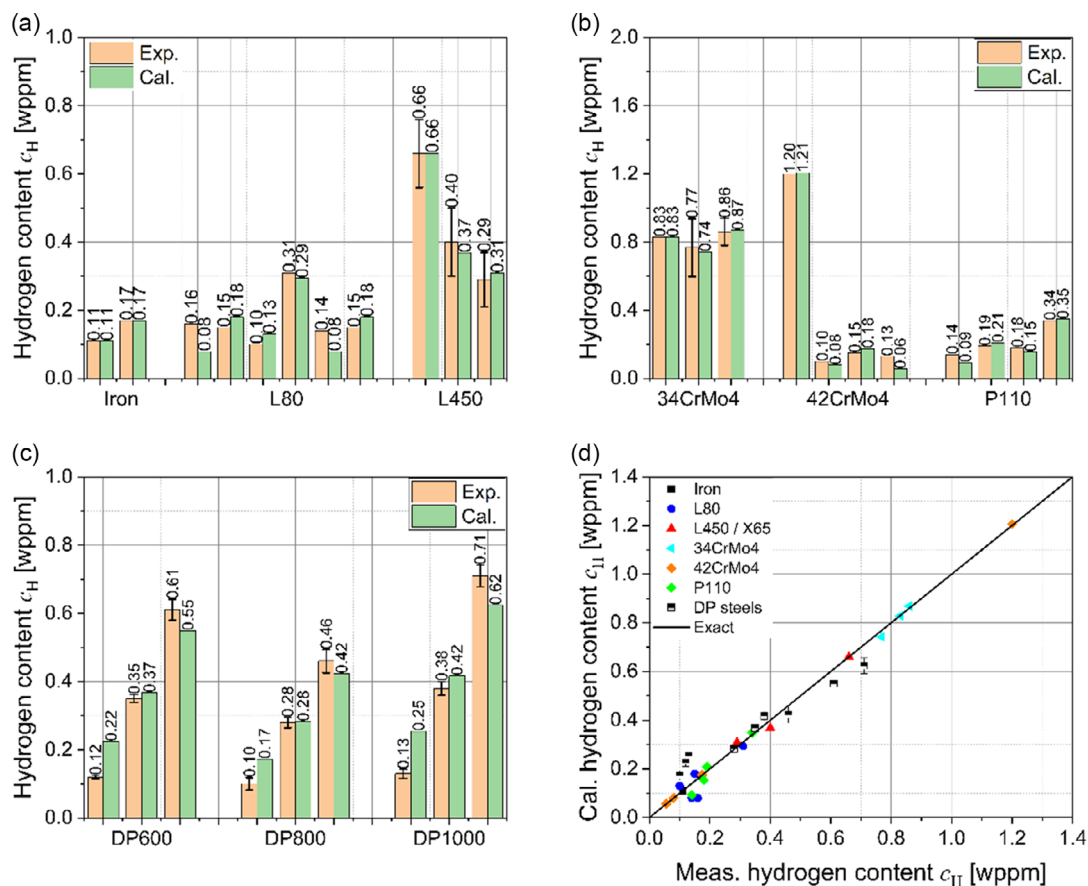 (a)
1.0
0.8
0.6
0.4
0.2
0.0
Hydrogen content cH [wppm]
Exp.
Cal.
0.11
0.11
0.17
0.17
0.16
0.08
0.15
0.18
0.10
0.13
0.31
0.29
0.14
0.08
0.15
0.18
0.66
0.66
0.40
0.37
0.29
0.31
Iron
L80
L450
(b)
2.0
1.6
1.2
0.8
0.4
0.0
Hydrogen content cH [wppm]
Exp.
Cal.
0.83
0.83
0.77
0.74
0.86
0.87
1.20
1.21
0.10
0.08
0.15
0.18
0.13
0.06
0.14
0.09
0.19
0.21
0.18
0.15
0.34
0.35
34CrMo4
42CrMo4
P110
(c)
1.0
0.8
0.6
0.4
0.2
0.0
Hydrogen content cH [wppm]
Exp.
Cal.
0.12
0.22
0.35
0.37
0.61
0.55
0.10
0.17
0.28
0.28
0.46
0.42
0.13
0.25
0.38
0.42
0.71
0.62
DP600
DP800
DP1000
(d)
1.4
1.2
1.0
0.8
0.6
0.4
0.2
0.0
Cal. hydrogen content cH [wppm]
Iron
L80
L450 / X65
34CrMo4
42CrMo4
P110
DP steels
Exact
0.0 0.2 0.4 0.6 0.8 1.0 1.2 1.4
Meas. hydrogen content cH [wppm]